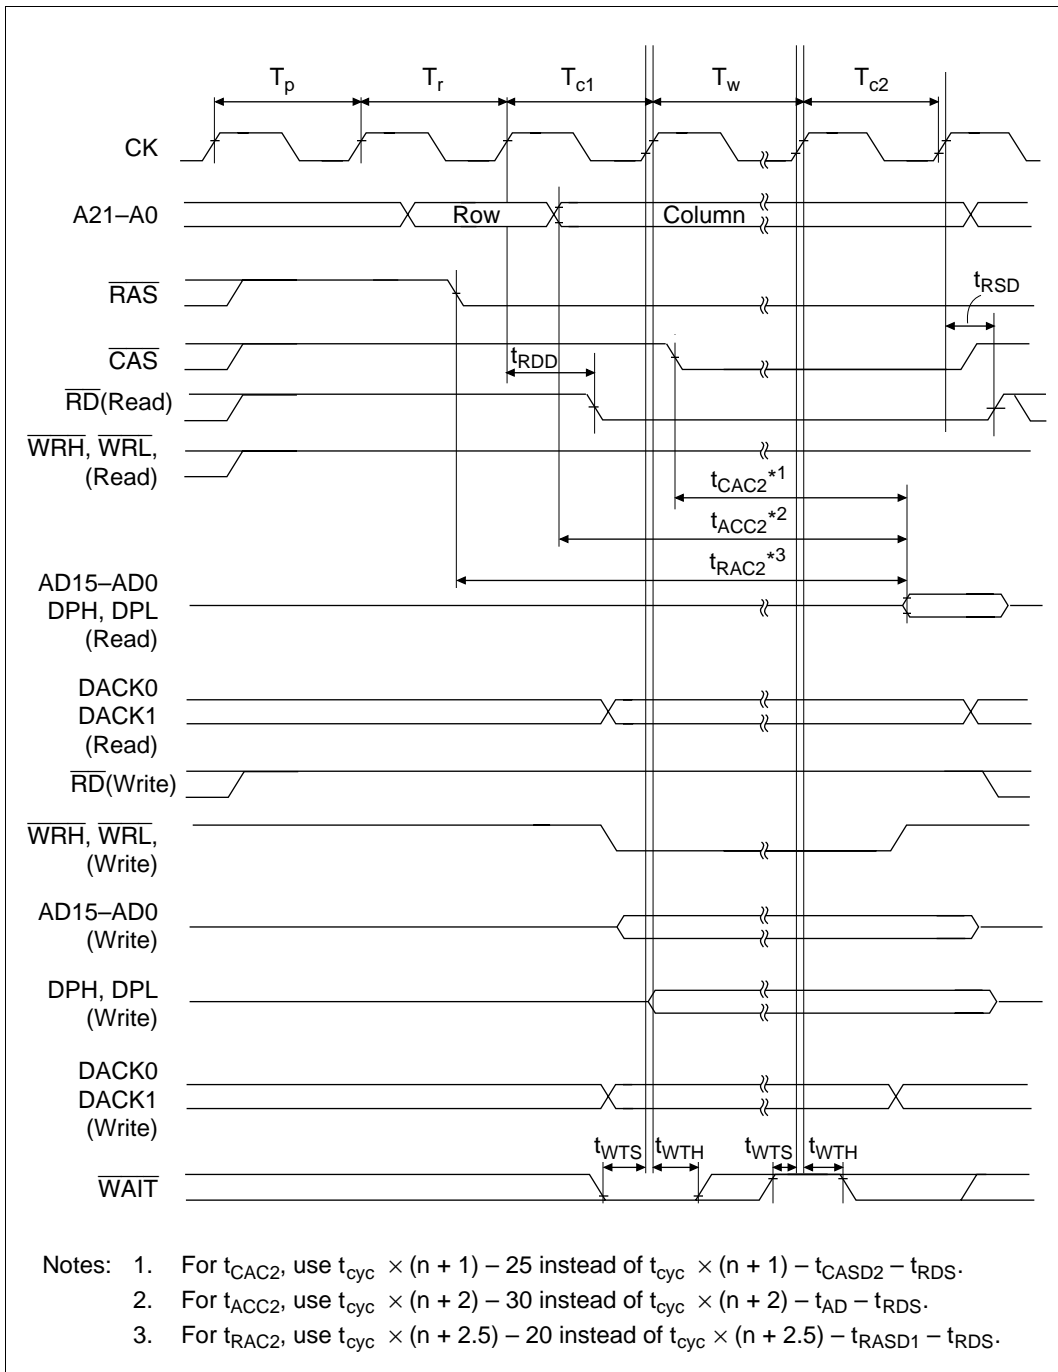 Tp Tr Tc1 Tw Tc2
CK
A21–A0
Row
Column
RAS
tRSD
CAS
tRDD
RD(Read)
WRH, WRL,
(Read)
tCAC2*1
tACC2*2
tRAC2*3
AD15–AD0
DPH, DPL
(Read)
DACK0
DACK1
(Read)
RD(Write)
WRH, WRL,
(Write)
AD15–AD0
(Write)
DPH, DPL
(Write)
DACK0
DACK1
(Write)
tWTS tWTH tWTS tWTH
WAIT
Notes: 1. For tCAC2, use tcyc × (n + 1) – 25 instead of tcyc × (n + 1) – tCASD2 – tRDS.
2. For tACC2, use tcyc × (n + 2) – 30 instead of tcyc × (n + 2) – tAD – tRDS.
3. For tRAC2, use tcyc × (n + 2.5) – 20 instead of tcyc × (n + 2.5) – tRASD1 – tRDS.